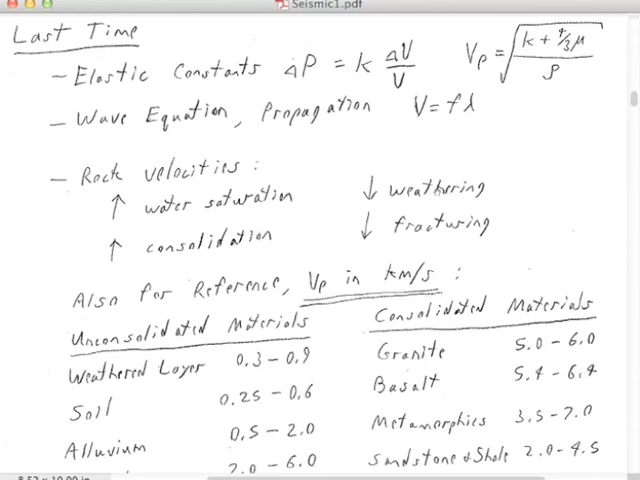 Seismic1.pdf
Last Time
- Elastic Constants ΔP = k ΔV/V Vp = √((k + 4/3 μ)/ρ)
- Wave Equation, Propagation V = fλ
- Rock velocities :
↑ water saturation ↓ weathering
↑ consolidation ↓ fracturing
Also for Reference, Vp in km/s :
Unconsolidated Materials Consolidated Materials
Weathered Layer 0.3 - 0.9 Granite 5.0 - 6.0
Soil 0.25 - 0.6 Basalt 5.4 - 6.4
Alluvium 0.5 - 2.0 Metamorphics 3.5 - 7.0
2.0 - 6.0 Sandstone & Shale 2.0 - 4.5